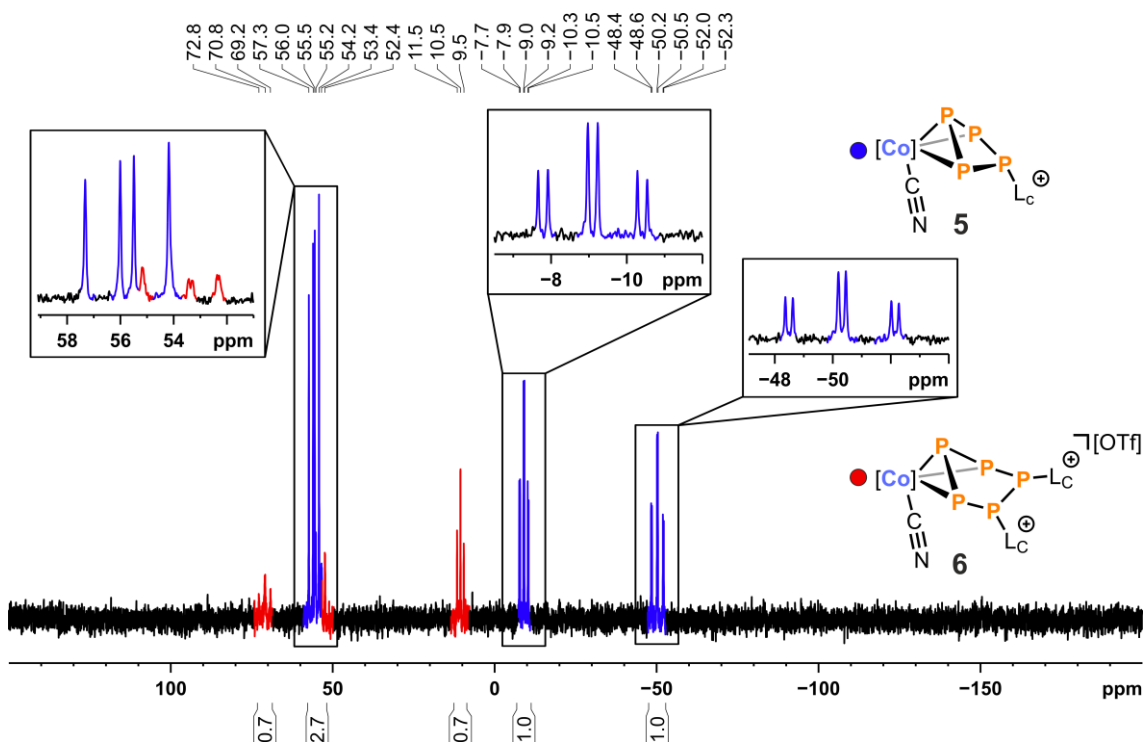 72.8 70.8 69.2 57.3 56.0 55.5 55.2 54.2 53.4 52.4 11.5 10.5 9.5 −7.7 −7.9 −9.0 −9.2 −10.3 −10.5 −48.4 −48.6 −50.2 −50.5 −52.0 −52.3
58 56 54 ppm
−8 −10 ppm
−48 −50 ppm
[Co] P P P P Lc ⊕
C
N
5
[Co] P P P P P Lc ⊕ Lc ⊕ ⌝[OTf]
C
N
6
100 50 0 −50 −100 −150 ppm
0.7 2.7 0.7 1.0 1.0